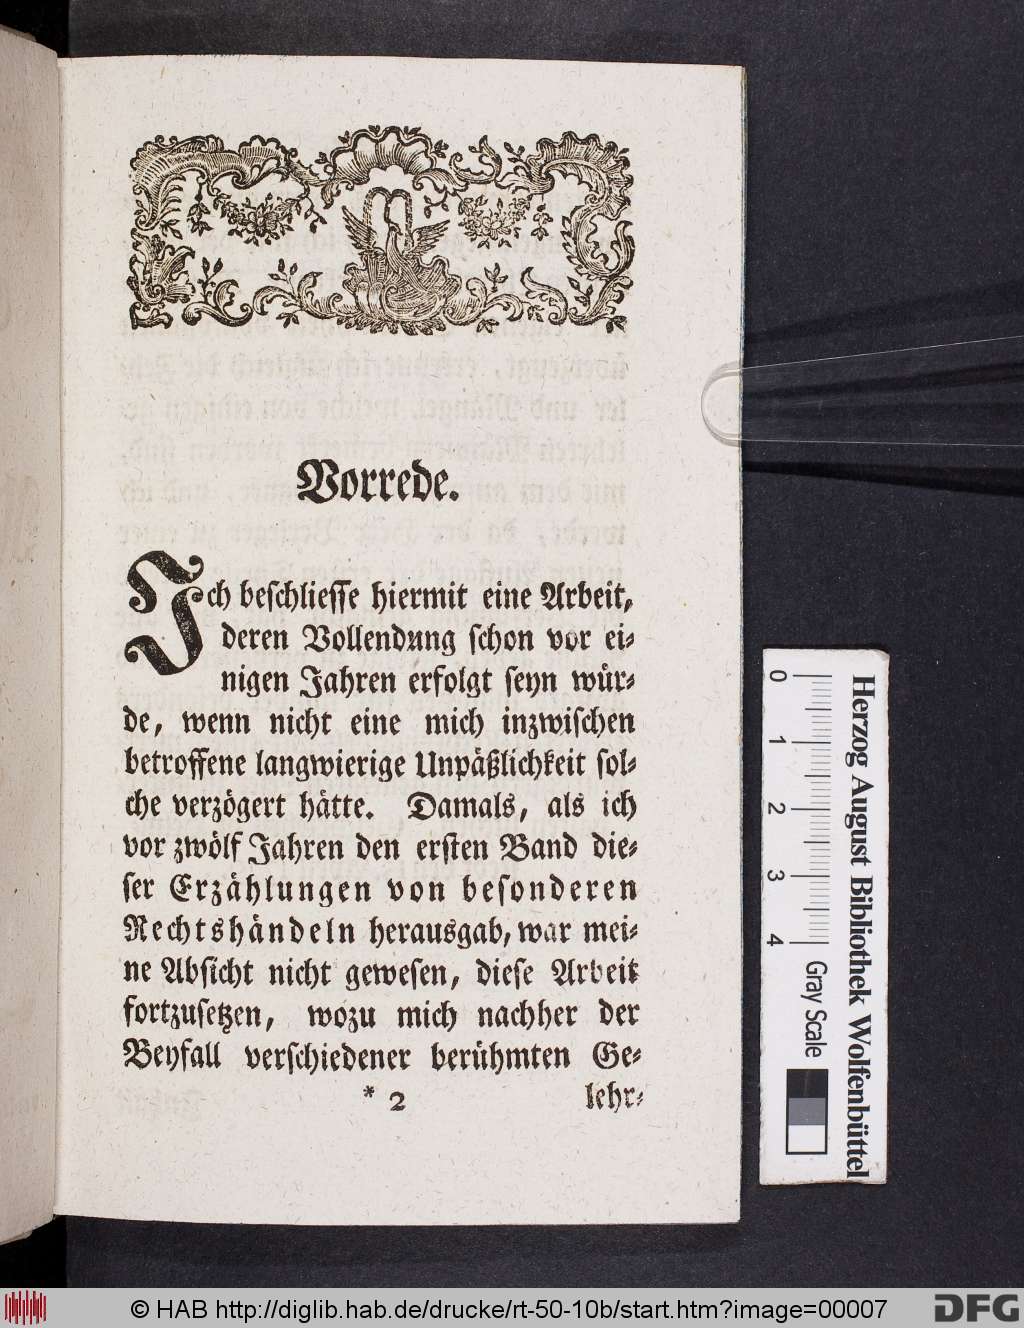 Vorrede.
Ich beschliesse hiermit eine Arbeit,
deren Vollendung schon vor ei-
nigen Jahren erfolgt seyn wür-
de, wenn nicht eine mich inzwischen
betroffene langwierige Unpäßlichkeit sol-
che verzögert hätte. Damals, als ich
vor zwölf Jahren den ersten Band die-
ser Erzählungen von besonderen
Rechtshändeln herausgab, war mei-
ne Absicht nicht gewesen, diese Arbeit
fortzusetzen, wozu mich nachher der
Beyfall verschiedener berühmten Ge-
* 2 lehr-
0 1 2 3 4
Herzog August Bibliothek Wolfenbüttel
Gray Scale
© HAB http://diglib.hab.de/drucke/rt-50-10b/start.htm?image=00007
DFG